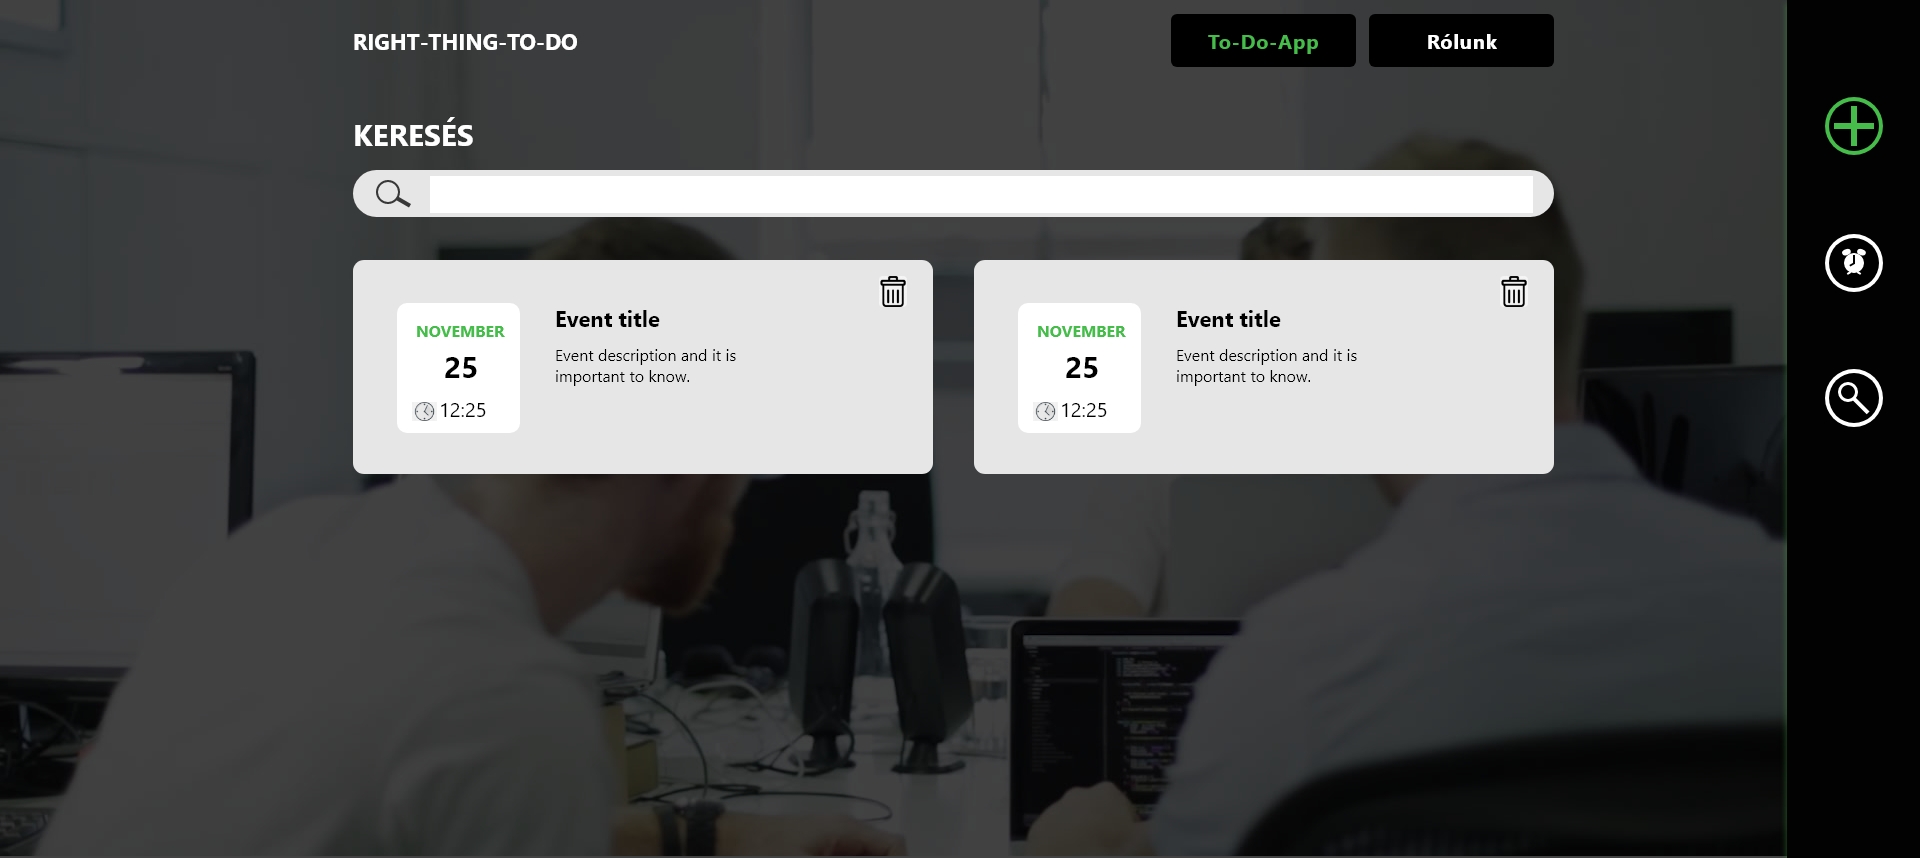 RIGHT-THING-TO-DO
To-Do-App
Rólunk
KERESÉS
NOVEMBER
25
12:25
Event title
Event description and it is
important to know.
NOVEMBER
25
12:25
Event title
Event description and it is
important to know.